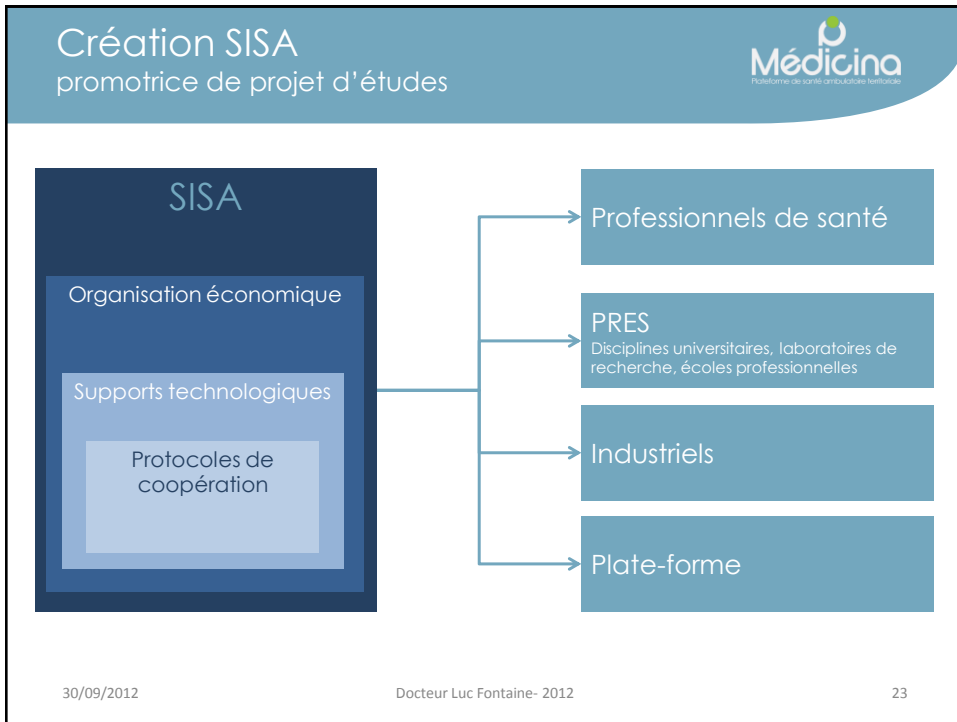 Création SISA
promotrice de projet d’études
Médicina
Plateforme de santé ambulatoire territoriale
SISA
Organisation économique
Supports technologiques
Protocoles de
coopération
Professionnels de santé
PRES
Disciplines universitaires, laboratoires de
recherche, écoles professionnelles
Industriels
Plate-forme
30/09/2012
Docteur Luc Fontaine- 2012
23